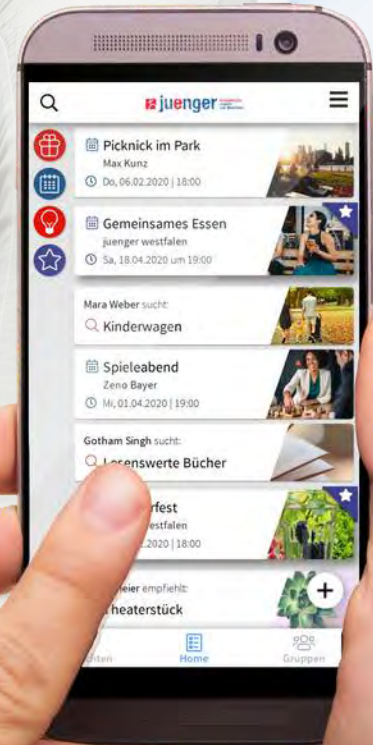 juenger
Picknick im Park
Max Kunz
Do, 06.02.2020 | 18:00
Gemeinsames Essen
juenger westfalen
Sa, 18.04.2020 um 19:00
Mara Weber sucht:
Kinderwagen
Spieleabend
Zeno Bayer
Mi, 01.04.2020 | 19:00
Gotham Singh sucht:
Lesenswerte Bücher
rfest
estfalen
.2020 | 18:00
eier empfiehlt:
heaterstück
Home
Gruppen